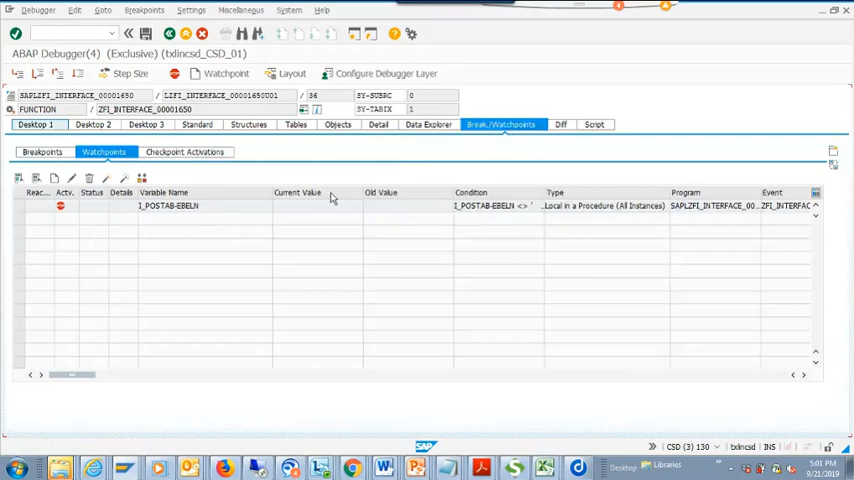 Debugger Edit Goto Breakpoints Settings Miscellaneous System Help
4
ABAP Debugger(4) (Exclusive) (txlincsd_CSD_01)
Step Size Watchpoint Layout Configure Debugger Layer
SAPLZFI_INTERFACE_00001650 / LZFI_INTERFACE_00001650U01 / 36 SY-SUBRC 0
FUNCTION / ZFI_INTERFACE_00001650 SY-TABIX 1
Desktop 1 Desktop 2 Desktop 3 Standard Structures Tables Objects Detail Data Explorer Break./Watchpoints Diff Script
Breakpoints Watchpoints Checkpoint Activations
Reac... Actv. Status Details Variable Name Current Value Old Value Condition Type Program Event
I_POSTAB-EBELN I_POSTAB-EBELN <> ' ..Local in a Procedure (All Instances) SAPLZFI_INTERFACE_00... ZFI_INTERFAC
SAP CSD (3) 130 txlincsd INS
Desktop Libraries 5:01 PM
9/21/2019